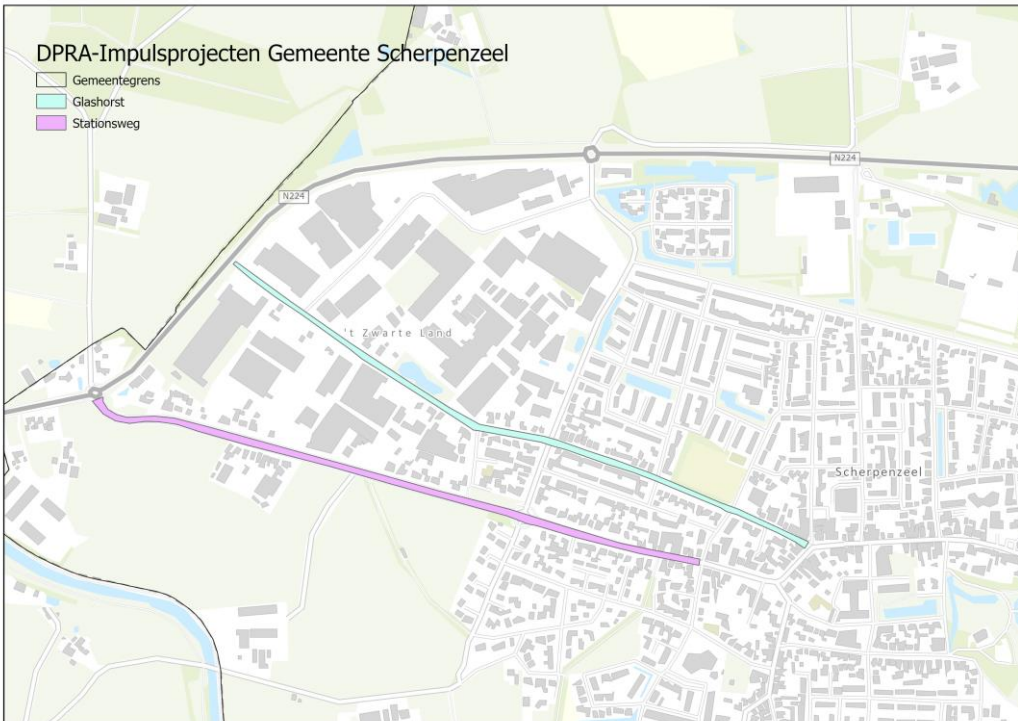 DPRA-Impulsprojecten Gemeente Scherpenzeel
Gemeentegrens
Glashorst
Stationsweg
N224
N224
't Zwarte Land
Scherpenzeel